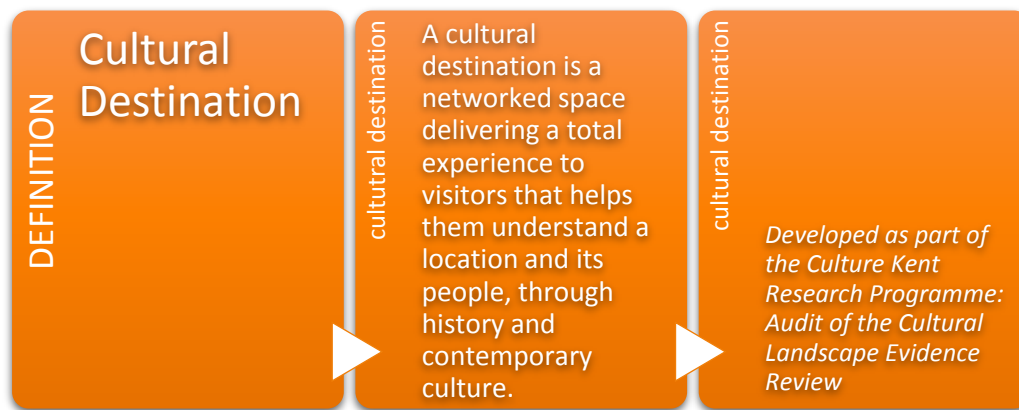 DEFINITION
Cultural
Destination
cultutral destination
A cultural
destination is a
networked space
delivering a total
experience to
visitors that helps
them understand a
location and its
people, through
history and
contemporary
culture.
cultural destination
Developed as part of
the Culture Kent
Research Programme:
Audit of the Cultural
Landscape Evidence
Review